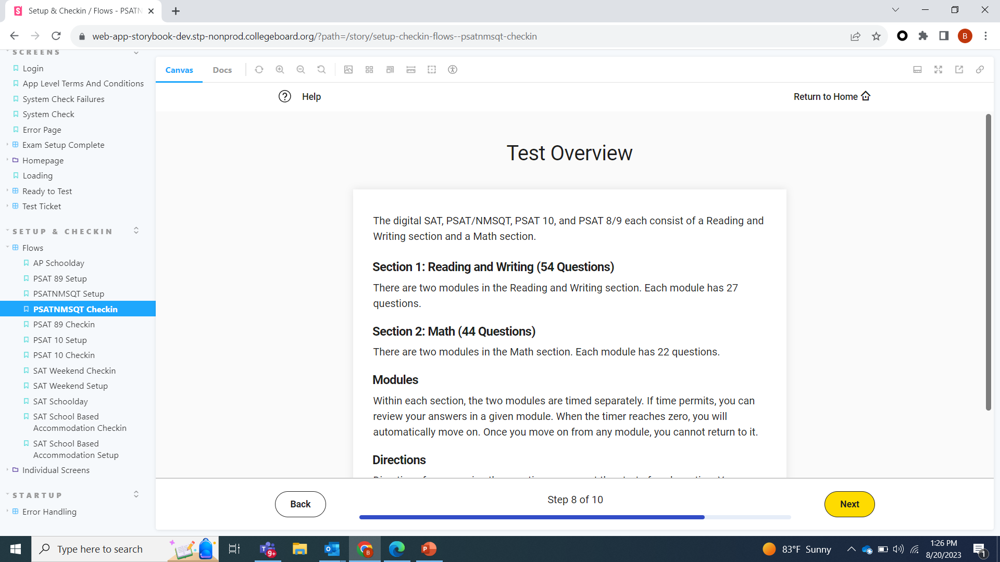 Setup & Checkin / Flows - PSATN
web-app-storybook-dev.stp-nonprod.collegeboard.org/?path=/story/setup-checkin-flows--psatnmsqt-checkin
B
SCREENS
Login
App Level Terms And Conditions
System Check Failures
System Check
Error Page
Exam Setup Complete
Homepage
Loading
Ready to Test
Test Ticket
SETUP & CHECKIN
Flows
AP Schoolday
PSAT 89 Setup
PSATNMSQT Setup
PSATNMSQT Checkin
PSAT 89 Checkin
PSAT 10 Setup
PSAT 10 Checkin
SAT Weekend Checkin
SAT Weekend Setup
SAT Schoolday
SAT School Based
Accommodation Checkin
SAT School Based
Accommodation Setup
Individual Screens
STARTUP
Error Handling
Canvas Docs
Help
Return to Home
Test Overview
The digital SAT, PSAT/NMSQT, PSAT 10, and PSAT 8/9 each consist of a Reading and
Writing section and a Math section.
Section 1: Reading and Writing (54 Questions)
There are two modules in the Reading and Writing section. Each module has 27
questions.
Section 2: Math (44 Questions)
There are two modules in the Math section. Each module has 22 questions.
Modules
Within each section, the two modules are timed separately. If time permits, you can
review your answers in a given module. When the timer reaches zero, you will
automatically move on. Once you move on from any module, you cannot return to it.
Directions
Back
Step 8 of 10
Next
Type here to search
9+
83°F Sunny
1:26 PM
8/20/2023
1